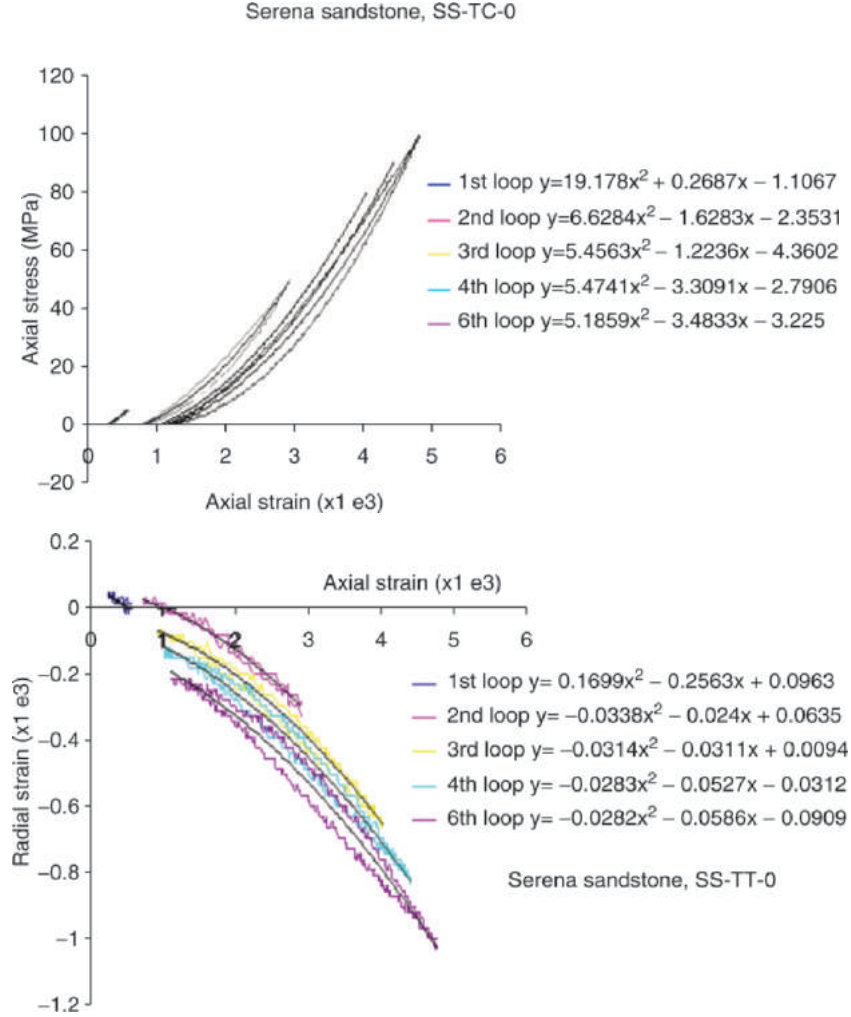 Serena sandstone, SS-TC-0
120
100
80
60
40
20
0
−20
Axial stress (MPa)
0 1 2 3 4 5 6
Axial strain (x1 e3)
1st loop y=19.178x² + 0.2687x − 1.1067
2nd loop y=6.6284x² − 1.6283x − 2.3531
3rd loop y=5.4563x² − 1.2236x − 4.3602
4th loop y=5.4741x² − 3.3091x − 2.7906
6th loop y=5.1859x² − 3.4833x − 3.225
0.2
0
−0.2
−0.4
−0.6
−0.8
−1
−1.2
Radial strain (x1 e3)
Axial strain (x1 e3)
0 1 2 3 4 5 6
1st loop y= 0.1699x² − 0.2563x + 0.0963
2nd loop y= −0.0338x² − 0.024x + 0.0635
3rd loop y= −0.0314x² − 0.0311x + 0.0094
4th loop y= −0.0283x² − 0.0527x − 0.0312
6th loop y= −0.0282x² − 0.0586x − 0.0909
Serena sandstone, SS-TT-0